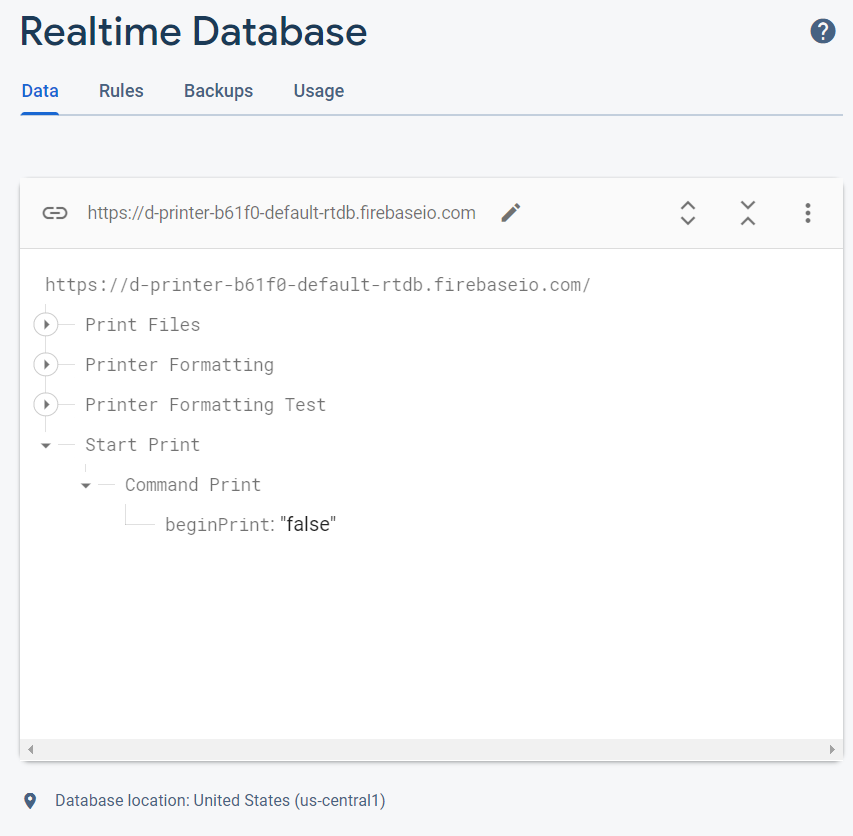 Realtime Database
?
Data Rules Backups Usage
https://d-printer-b61f0-default-rtdb.firebaseio.com
https://d-printer-b61f0-default-rtdb.firebaseio.com/
Print Files
Printer Formatting
Printer Formatting Test
Start Print
Command Print
beginPrint: "false"
Database location: United States (us-central1)